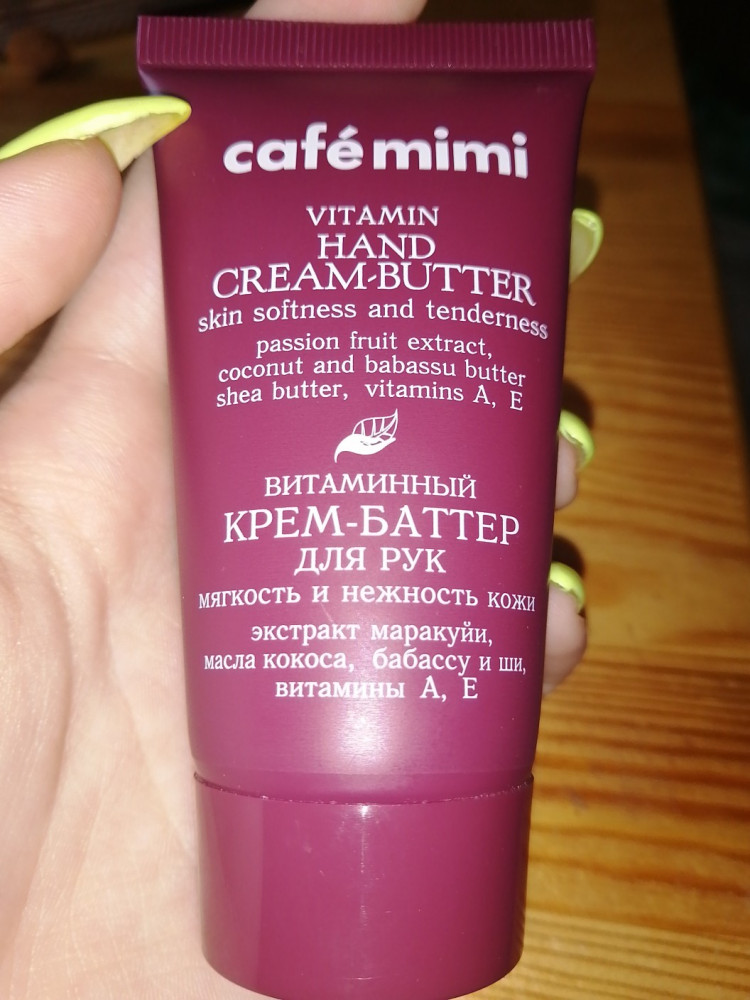 café mimi
VITAMIN
HAND
CREAM-BUTTER
skin softness and tenderness
passion fruit extract,
coconut and babassu butter
shea butter, vitamins A, E
ВИТАМИННЫЙ
КРЕМ-БАТТЕР
ДЛЯ РУК
мягкость и нежность кожи
экстракт маракуйи,
масла кокоса, бабассу и ши,
витамины А, Е